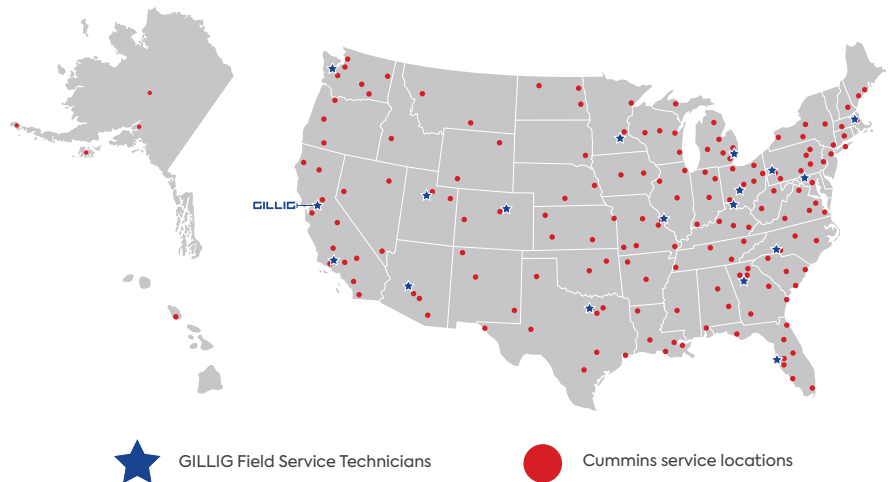 GILLIG
GILLIG Field Service Technicians
Cummins service locations